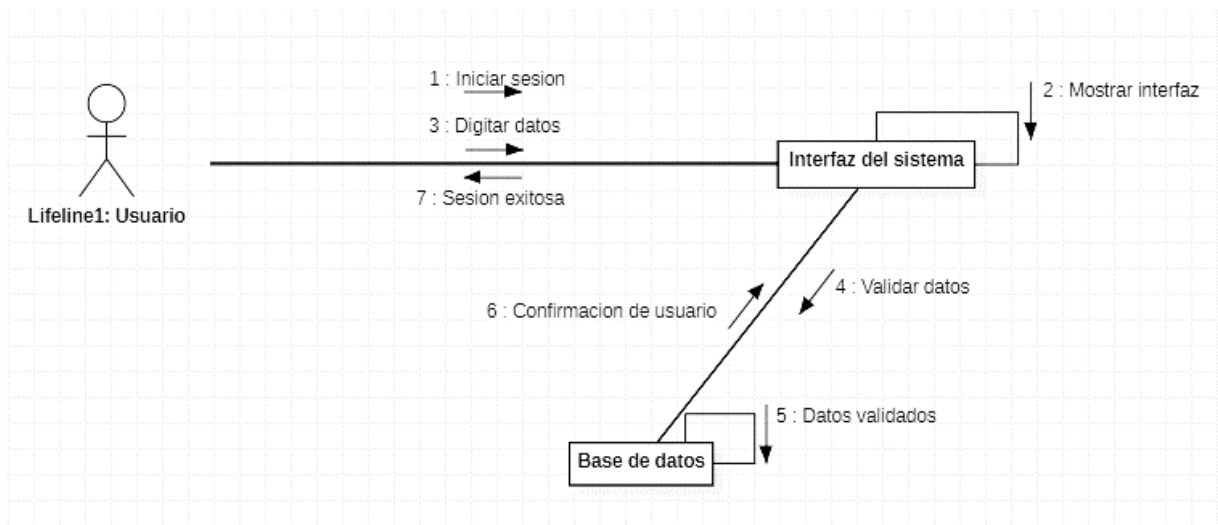 1 : Iniciar sesion
2 : Mostrar interfaz
3 : Digitar datos
Interfaz del sistema
7 : Sesion exitosa
Lifeline1: Usuario
4 : Validar datos
6 : Confirmacion de usuario
5 : Datos validados
Base de datos